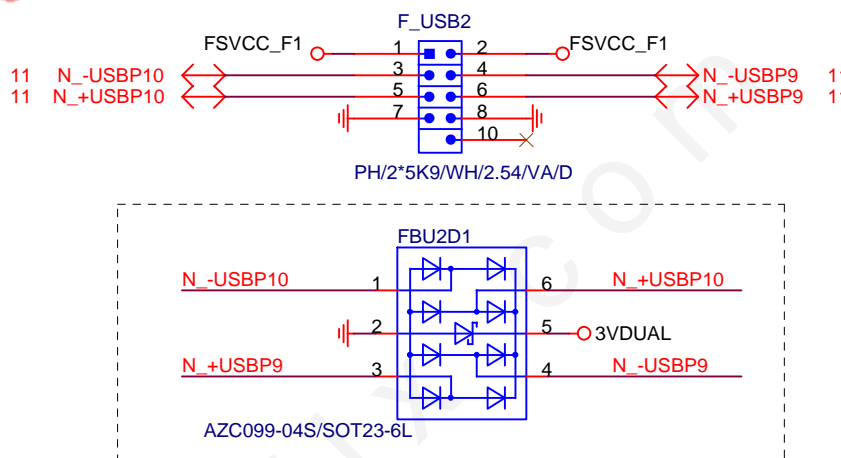 F_USB2
FSVCC_F1 1 2 FSVCC_F1
11 N_-USBP10 3 4 N_-USBP9 11
11 N_+USBP10 5 6 N_+USBP9 11
7 8
10
PH/2*5K9/WH/2.54/VA/D
FBU2D1
N_-USBP10 1 6 N_+USBP10
2 5 3VDUAL
N_+USBP9 3 4 N_-USBP9
AZC099-04S/SOT23-6L